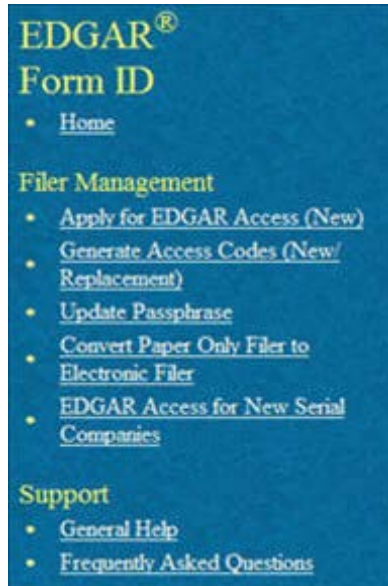 EDGAR®
Form ID
• Home
Filer Management
• Apply for EDGAR Access (New)
• Generate Access Codes (New/
Replacement)
• Update Passphrase
• Convert Paper Only Filer to
Electronic Filer
• EDGAR Access for New Serial
Companies
Support
• General Help
• Frequently Asked Questions